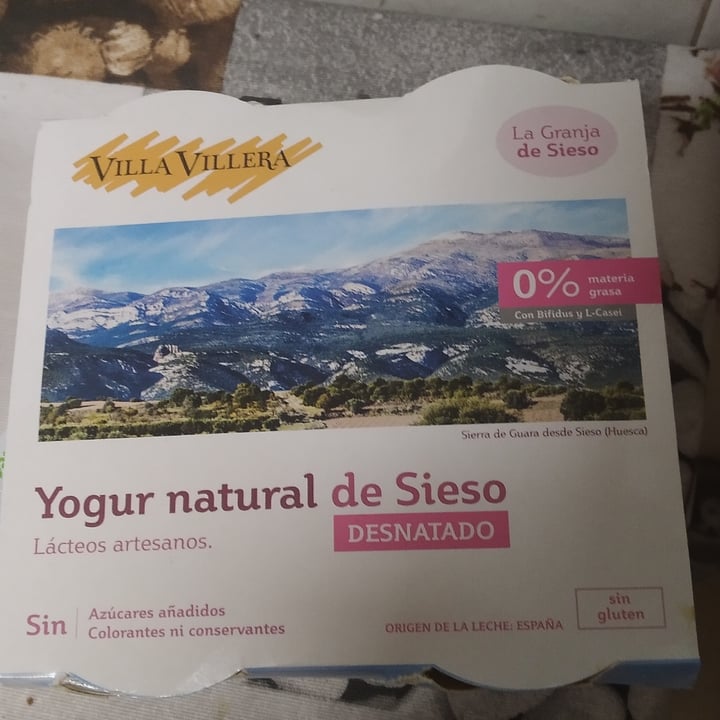 VILLA VILLERA
La Granja
de Sieso
0% materia
grasa
Con Bifidus y L-Casei
Sierra de Guara desde Sieso (Huesca)
Yogur natural de Sieso
DESNATADO
Lácteos artesanos.
Sin
Azúcares añadidos
Colorantes ni conservantes
ORIGEN DE LA LECHE: ESPAÑA
sin
gluten